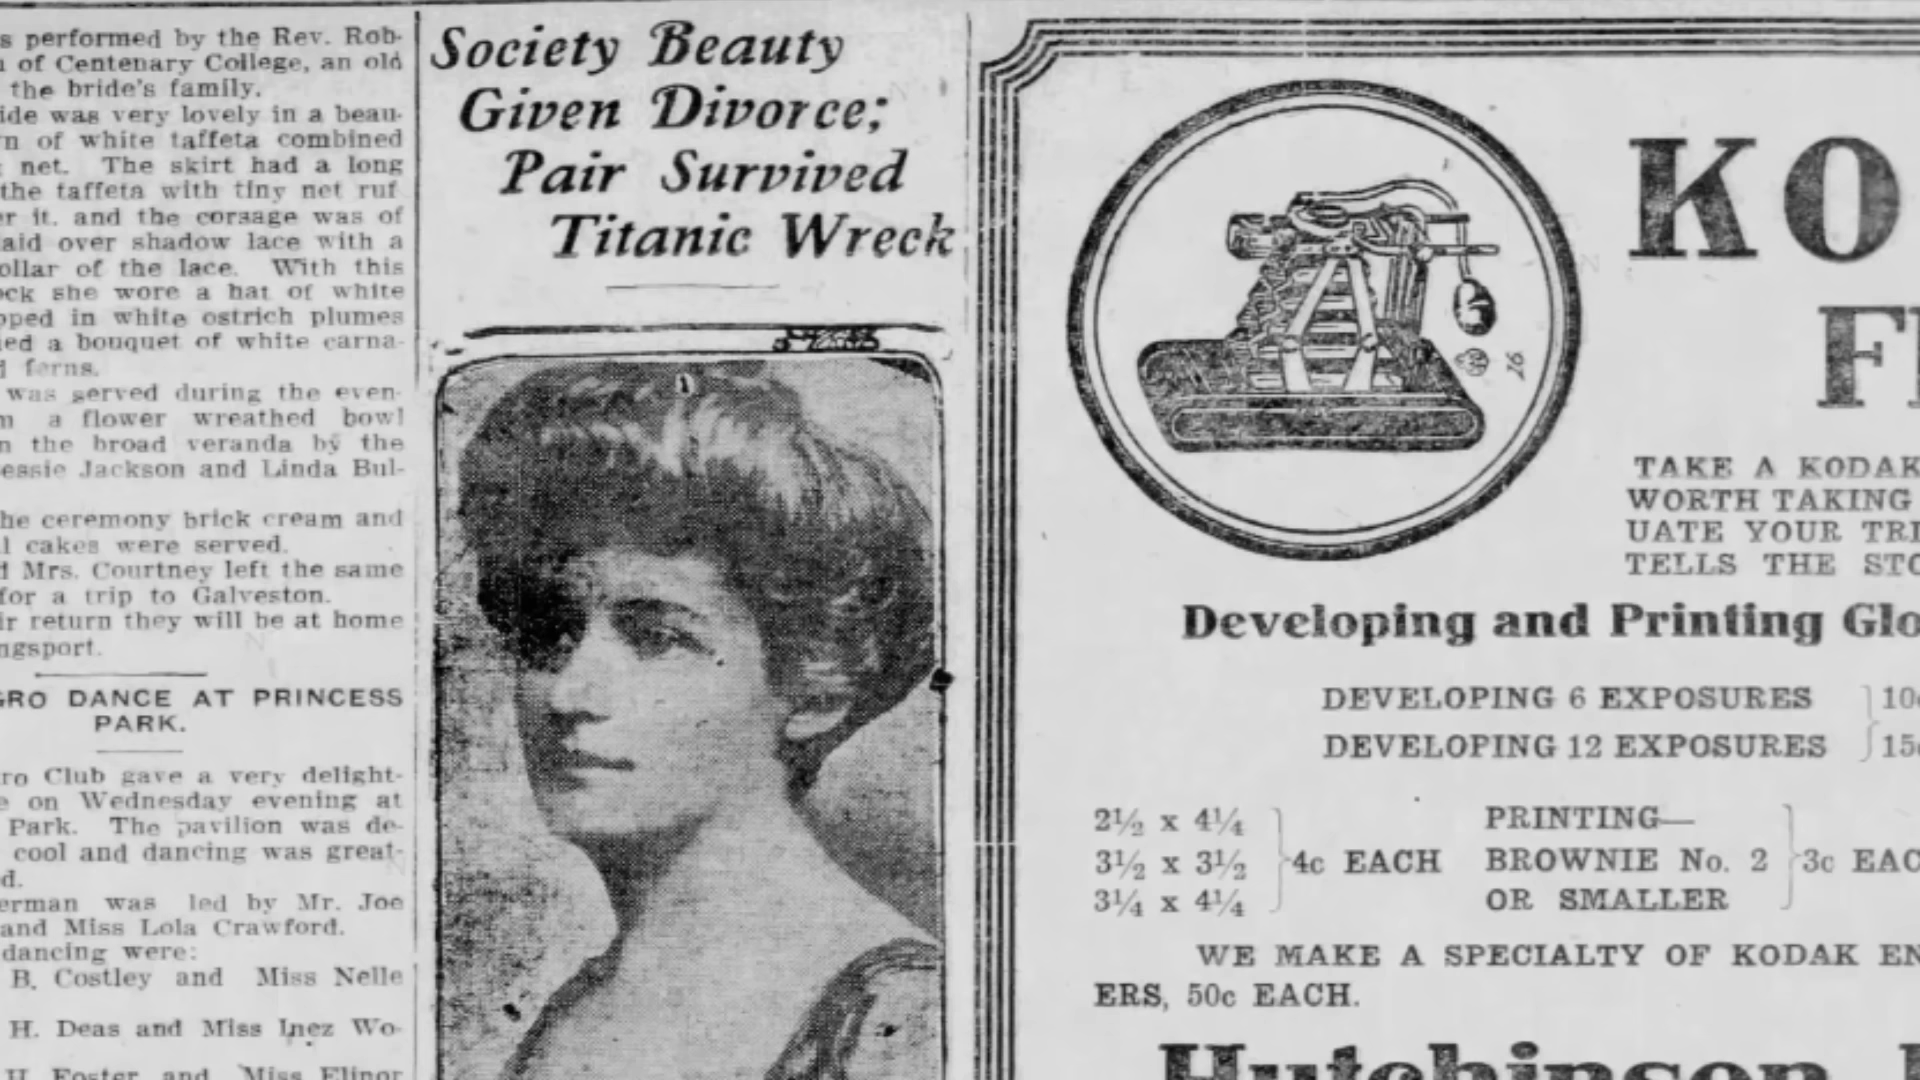 s performed by the Rev. Rob-
of Centenary College, an old
the bride's family.
ide was very lovely in a beau-
n of white taffeta combined
net. The skirt had a long
the taffeta with tiny net ruf
er it. and the corsage was of
aid over shadow lace with a
ollar of the lace. With this
ock she wore a hat of white
pped in white ostrich plumes
ied a bouquet of white carna-
d ferns.
was served during the even-
m a flower wreathed bowl
n the broad veranda by the
essie Jackson and Linda Bul-
he ceremony brick cream and
l cakes were served.
d Mrs. Courtney left the same
for a trip to Galveston.
ir return they will be at home
ngsport.
GRO DANCE AT PRINCESS
PARK.
ro Club gave a very delight-
e on Wednesday evening at
Park. The pavilion was de-
cool and dancing was great-
d.
erman was led by Mr. Joe
and Miss Lola Crawford.
dancing were:
B. Costley and Miss Nelle
H. Deas and Miss Inez Wo-
H. Foster and Miss Elinor
Society Beauty
Given Divorce;
Pair Survived
Titanic Wreck
KO
F
TAKE A KODAK
WORTH TAKING
UATE YOUR TRI
TELLS THE STO
Developing and Printing Glo
DEVELOPING 6 EXPOSURES 10c
DEVELOPING 12 EXPOSURES 15c
2½ x 4¼
3½ x 3½ 4c EACH
3¼ x 4¼
PRINTING—
BROWNIE No. 2 3c EAC
OR SMALLER
WE MAKE A SPECIALTY OF KODAK EN
ERS, 50c EACH.
Hutchinson